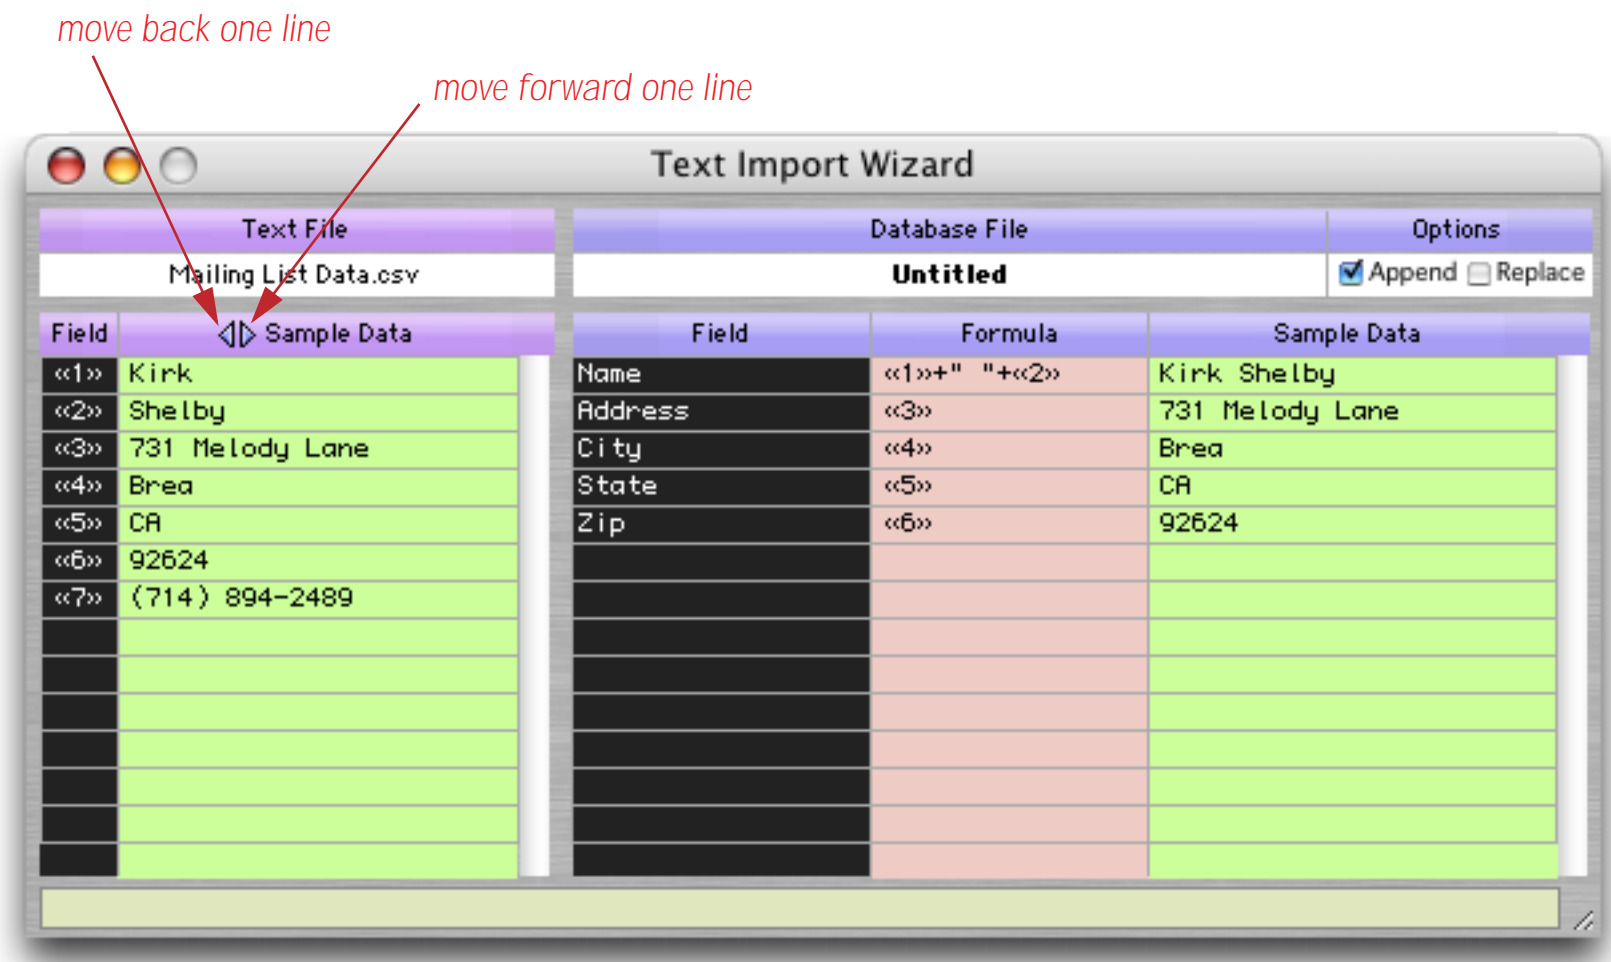 move back one line
move forward one line
Text Import Wizard
Text File
Database File
Options
Mailing List Data.csv
Untitled
Append
Replace
Field
Sample Data
Field
Formula
Sample Data
«1» Kirk
Name «1»+" "+«2» Kirk Shelby
«2» Shelby
Address «3» 731 Melody Lane
«3» 731 Melody Lane
City «4» Brea
«4» Brea
State «5» CA
«5» CA
Zip «6» 92624
«6» 92624
«7» (714) 894-2489